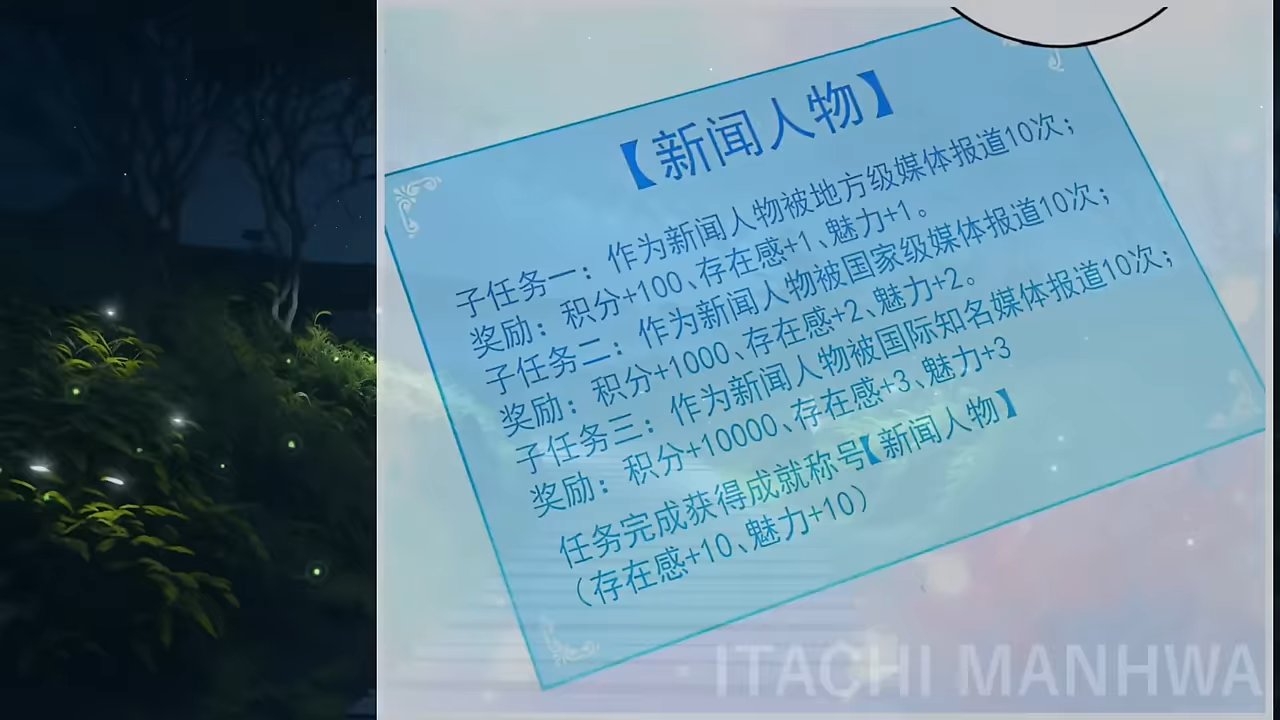 【新闻人物】
子任务一：作为新闻人物被地方级媒体报道10次；
奖励：积分+100、存在感+1、魅力+1。
子任务二：作为新闻人物被国家级媒体报道10次；
奖励：积分+1000、存在感+2、魅力+2。
子任务三：作为新闻人物被国际知名媒体报道10次；
奖励：积分+10000、存在感+3、魅力+3
任务完成获得成就称号【新闻人物】
（存在感+10、魅力+10）
ITACHI MANHWA